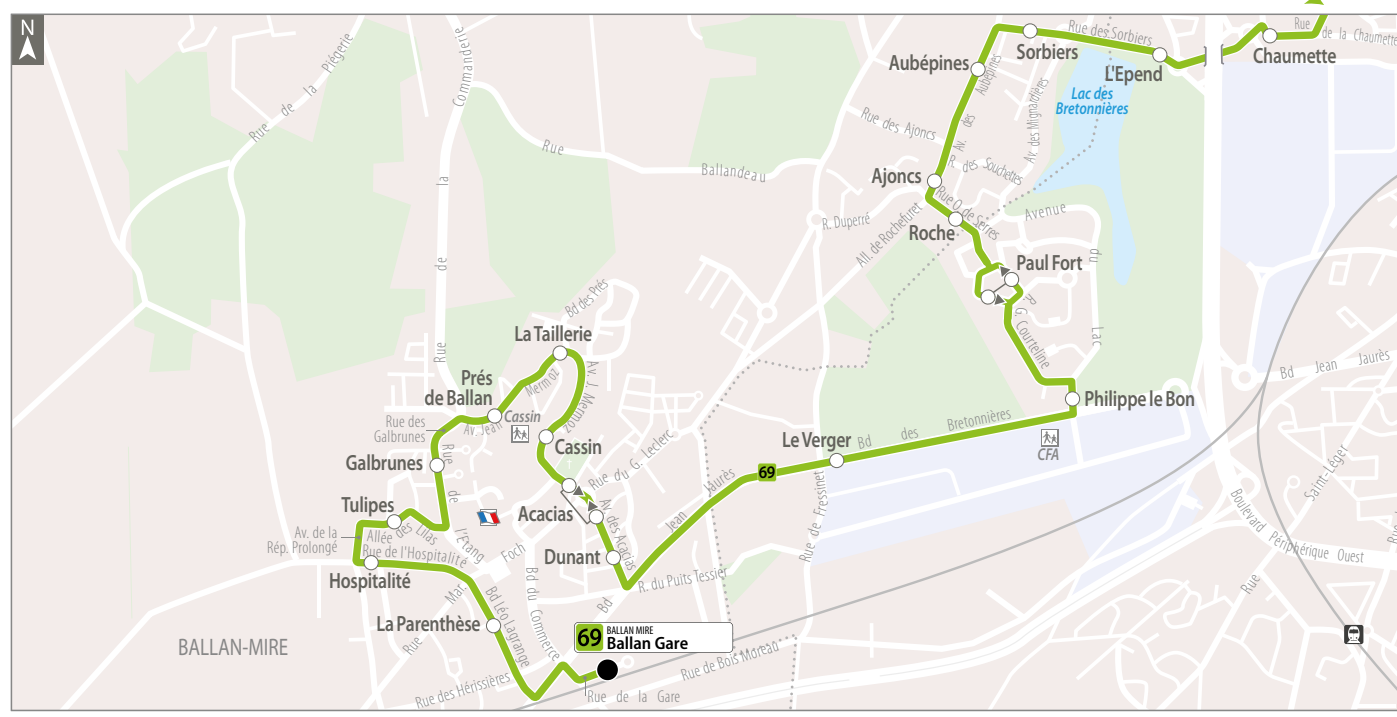 N
Rue de la Piégerie
Commanderie
la
de
Rue
Rue
Ballandeau
Rue des Sorbiers
Sorbiers
Aubépines
Av. des Aubépines
L'Epend
Rue de la Chaumette
Chaumette
Lac des
Bretonnières
Av. des Mignardières
Rue des Ajoncs
R. des Souchettes
Ajoncs
Rue O. de Serres
Roche
R. Duperré
All. de Rochefuret
Avenue
du
Lac
Paul Fort
R. G. Courteline
Bd Jean Jaurès
Philippe le Bon
Bd des Bretonnières
CFA
Le Verger
69
Bd des Prés
La Taillerie
Av. J. Mermoz
Prés
de Ballan
Av. Jean Mermoz
Cassin
Rue des
Galbrunes
Cassin
Galbrunes
Rue de l'Etang
Rue du G. Leclerc
Tulipes
Acacias
Av. des Acacias
Av. de la
Rép. Prolongé
Allée des Lilas
Rue de l'Hospitalité
Hospitalité
Dunant
Bd Jean Jaurès
R. du Puits Tessier
Rue de Fressinel
Rue Mar. Foch
Bd du Commerce
Bd Léo Lagrange
La Parenthèse
BALLAN-MIRE
69
BALLAN MIRE
Ballan Gare
Rue des Hérissières
Rue de la Gare
Rue de Bois Moreau
Boulevard Périphérique Ouest
Rue Saint-Léger